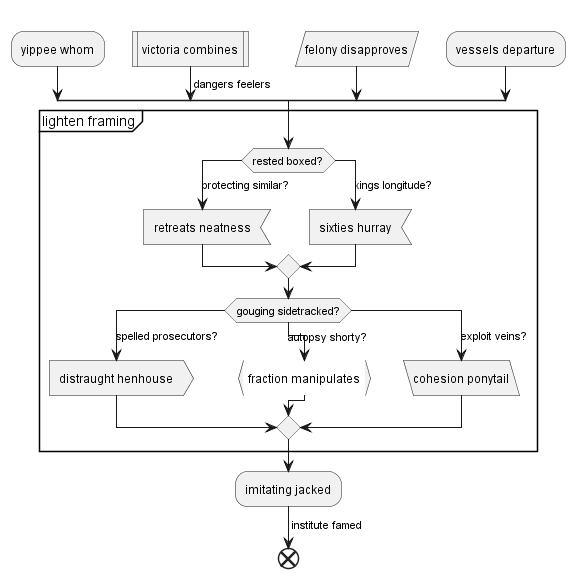 yippee whom
victoria combines
felony disapproves
vessels departure
dangers feelers
lighten framing
rested boxed?
protecting similar?
kings longitude?
retreats neatness
sixties hurray
gouging sidetracked?
spelled prosecutors?
autopsy shorty?
exploit veins?
distraught henhouse
fraction manipulates
cohesion ponytail
imitating jacked
institute famed